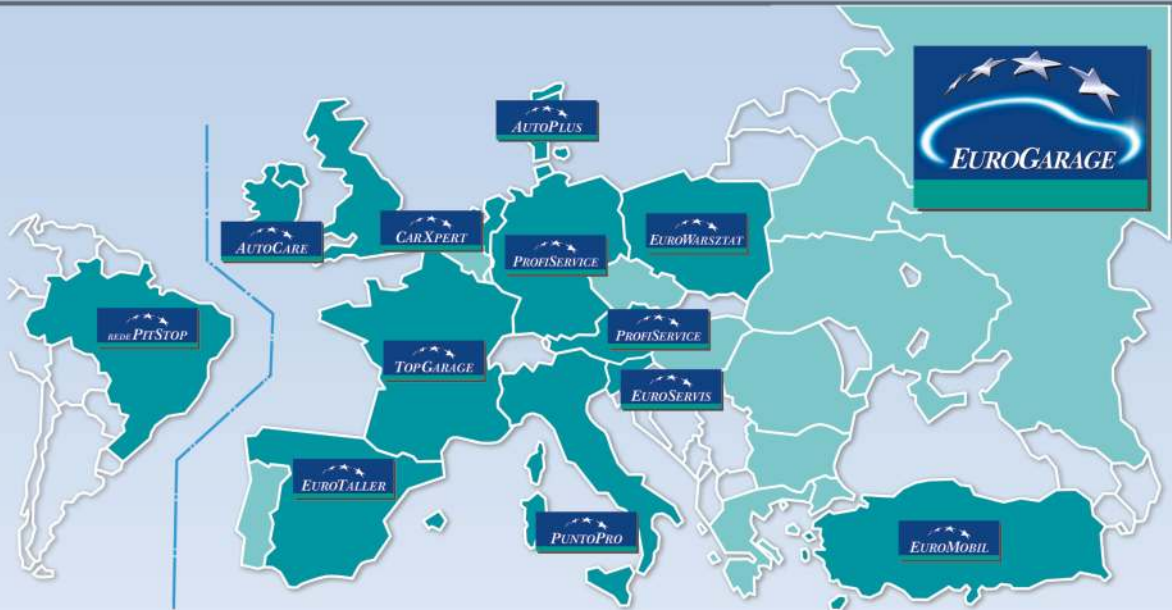 EUROGARAGE
AUTOPLUS
AUTOCARE
CARXPERT
PROFISERVICE
EUROWARSZTAT
REDE PITSTOP
PROFISERVICE
TOPGARAGE
EUROSERVIS
EUROTALLER
PUNTOPRO
EUROMOBIL